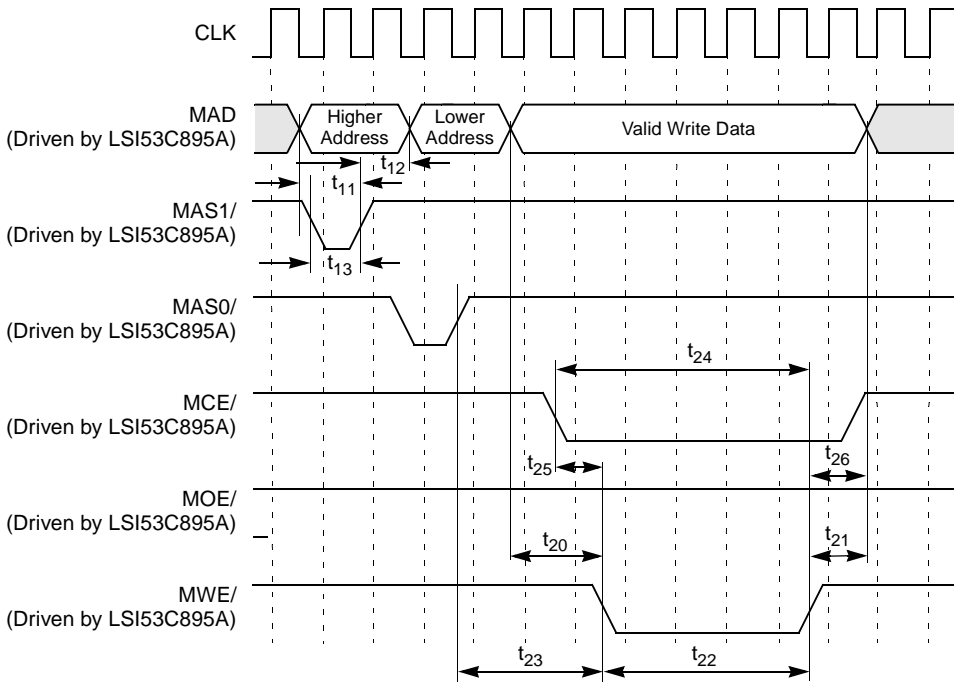 CLK
MAD
(Driven by LSI53C895A)
Higher
Address
Lower
Address
Valid Write Data
t12
t11
MAS1/
(Driven by LSI53C895A)
t13
MAS0/
(Driven by LSI53C895A)
t24
MCE/
(Driven by LSI53C895A)
t25
t26
MOE/
(Driven by LSI53C895A)
t20
t21
MWE/
(Driven by LSI53C895A)
t23
t22